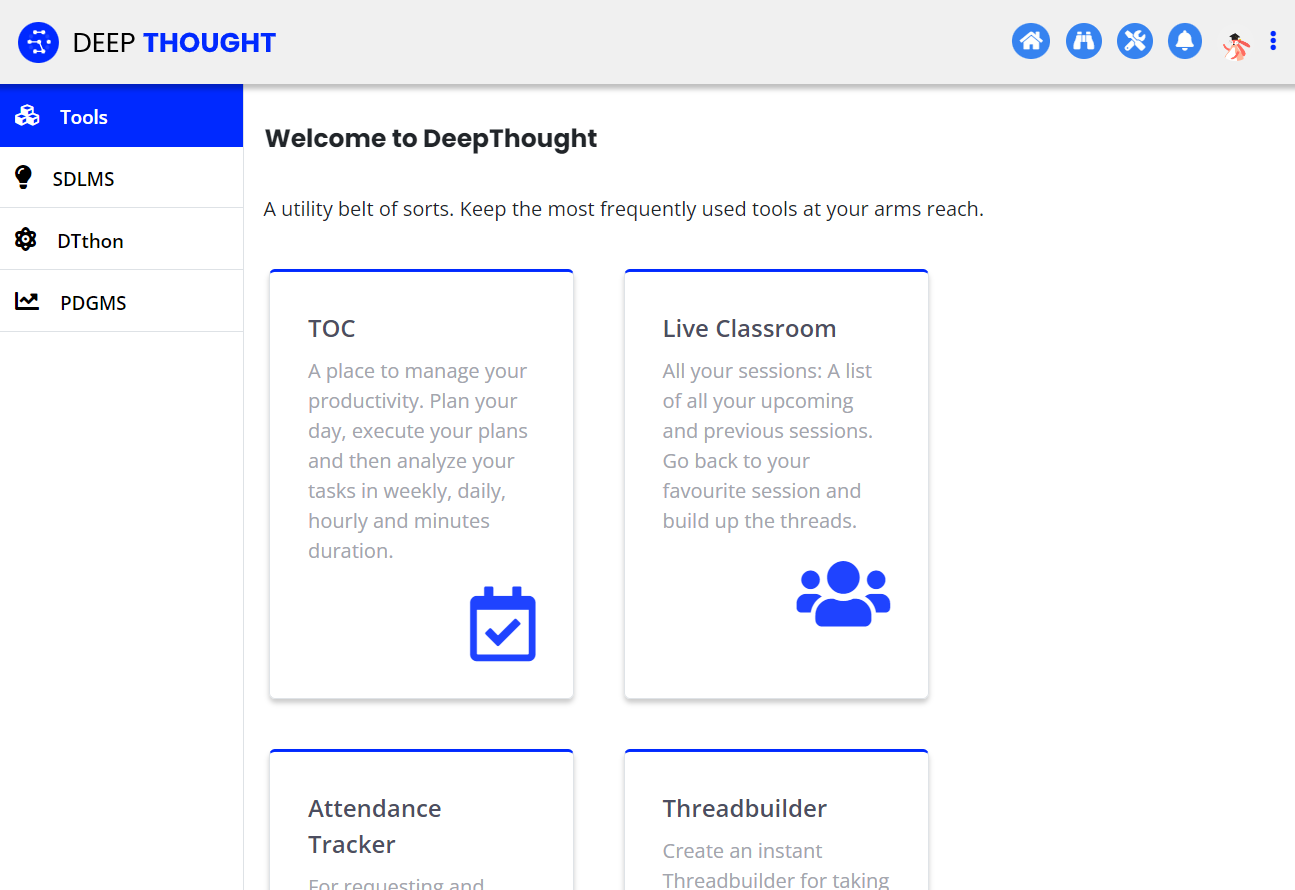 DEEP THOUGHT
Tools
SDLMS
DTthon
PDGMS
Welcome to DeepThought
A utility belt of sorts. Keep the most frequently used tools at your arms reach.
TOC
A place to manage your
productivity. Plan your
day, execute your plans
and then analyze your
tasks in weekly, daily,
hourly and minutes
duration.
Live Classroom
All your sessions: A list
of all your upcoming
and previous sessions.
Go back to your
favourite session and
build up the threads.
Attendance
Tracker
For requesting and
Threadbuilder
Create an instant
Threadbuilder for taking